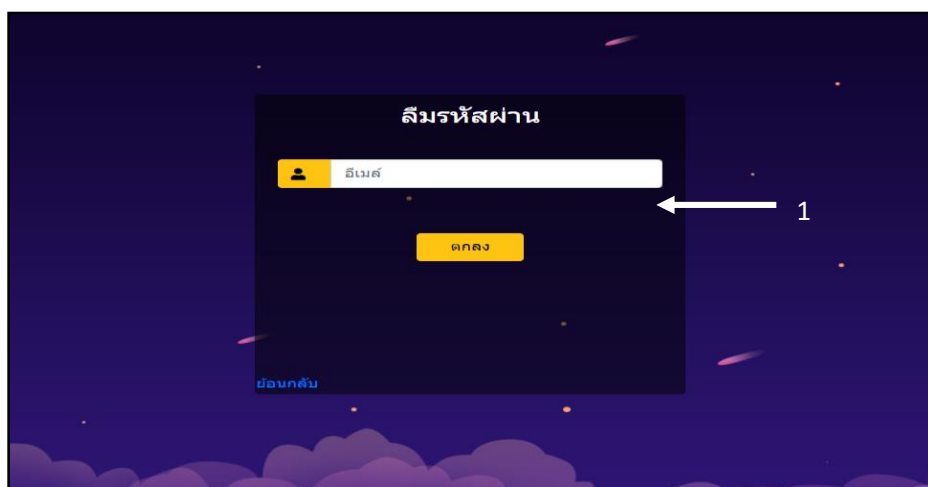 ลืมรหัสผ่าน
อีเมล์
1
ตกลง
ย้อนกลับ